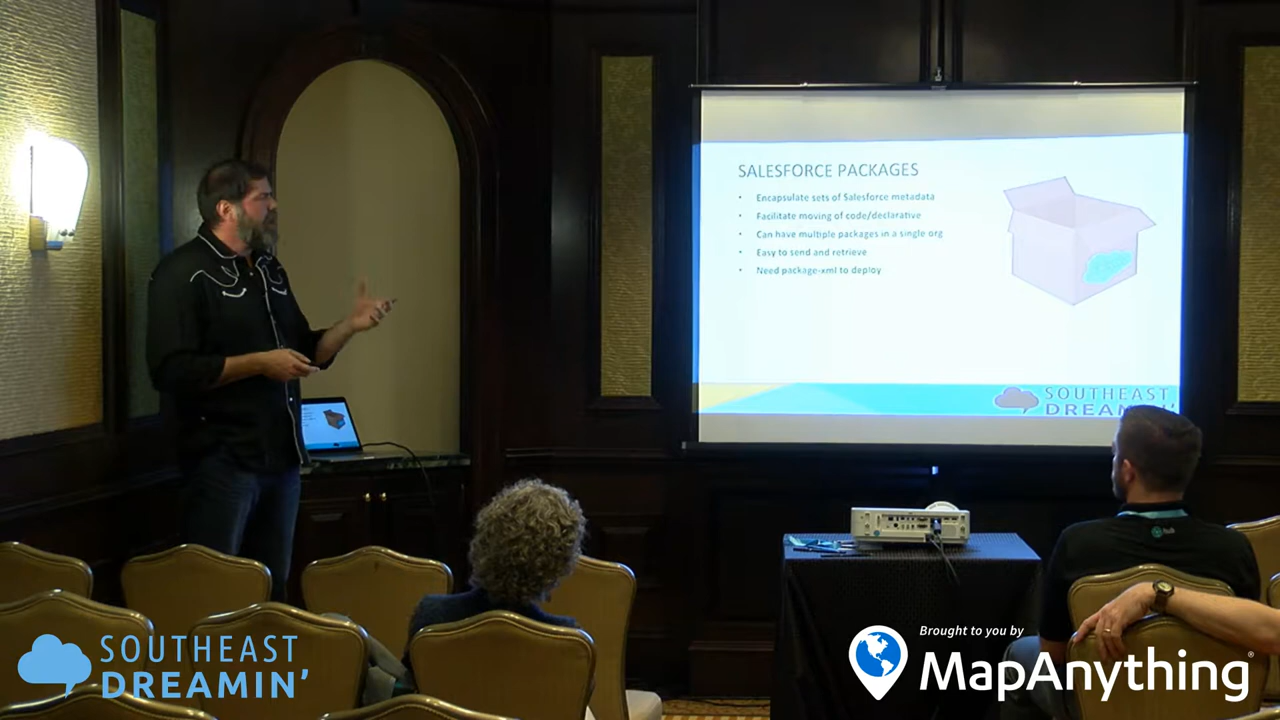 SALESFORCE PACKAGES
• Encapsulate sets of Salesforce metadata
• Facilitate moving of code/declarative
• Can have multiple packages in a single org
• Easy to send and retrieve
• Need package-xml to deploy
SOUTHEAST
DREAMIN'
SOUTHEAST
DREAMIN'
Brought to you by
MapAnything®